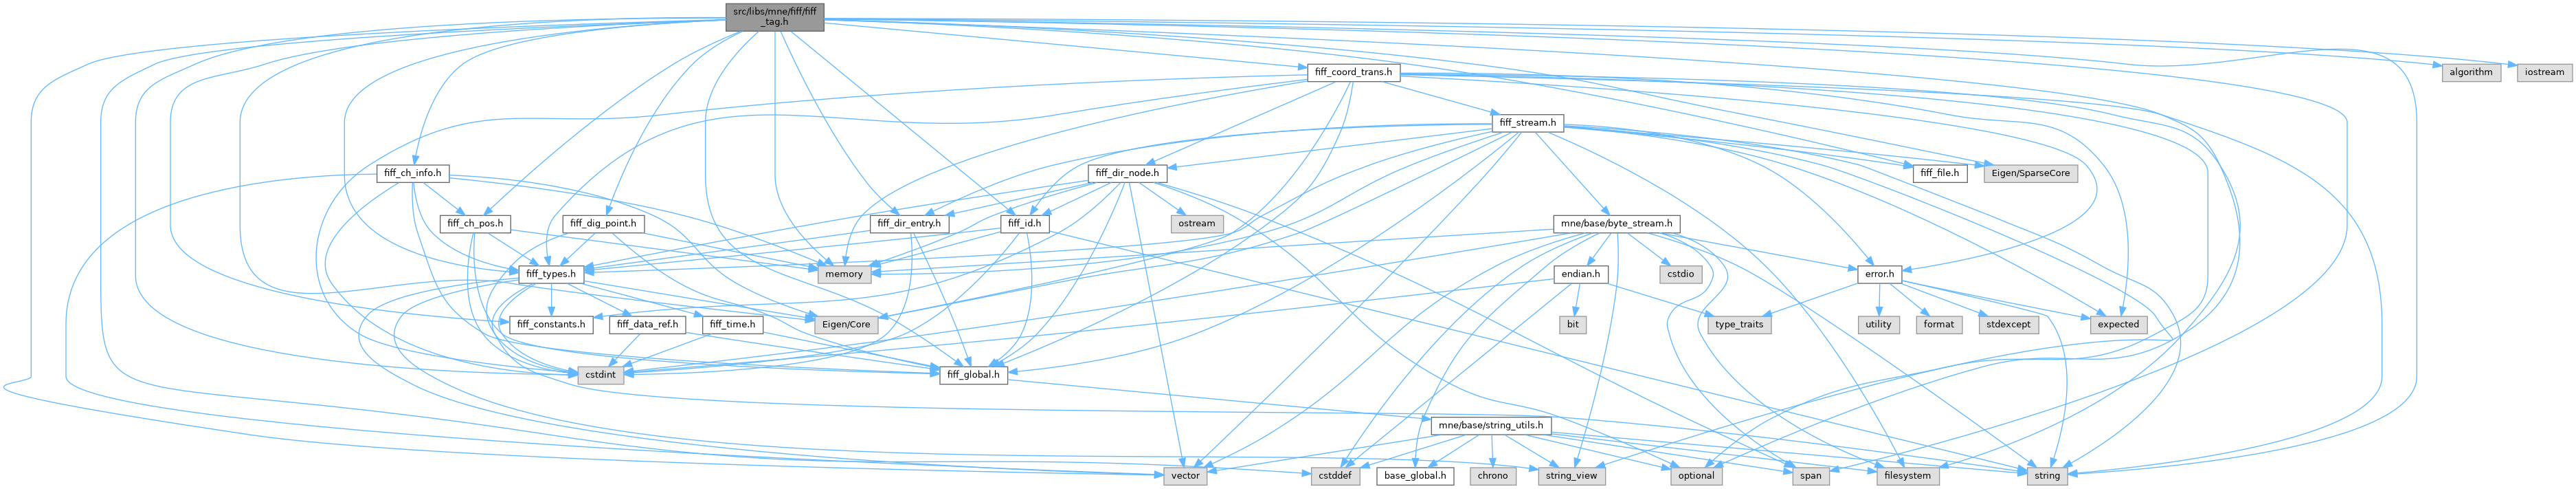 src/libs/mne/fiff/fiff
_tag.h
fiff_coord_trans.h
algorithm
iostream
fiff_stream.h
fiff_ch_info.h
fiff_dir_node.h
fiff_file.h
Eigen/SparseCore
fiff_ch_pos.h
fiff_dig_point.h
fiff_dir_entry.h
fiff_id.h
ostream
mne/base/byte_stream.h
fiff_types.h
memory
endian.h
cstdio
error.h
fiff_constants.h
fiff_data_ref.h
fiff_time.h
Eigen/Core
bit
type_traits
utility
format
stdexcept
expected
cstdint
fiff_global.h
mne/base/string_utils.h
vector
cstddef
base_global.h
chrono
string_view
optional
span
filesystem
string